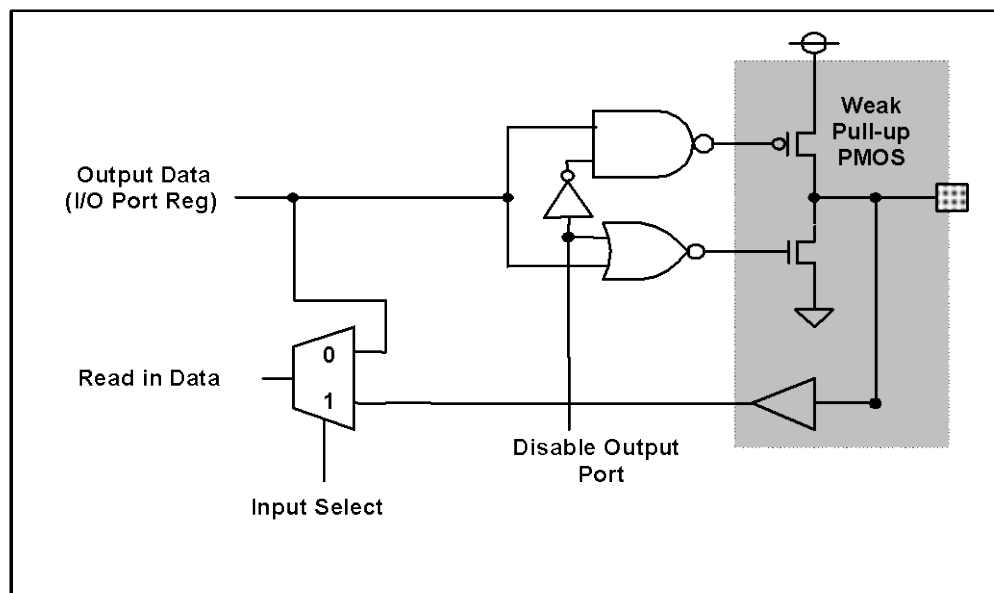 Weak
Pull-up
PMOS
Output Data
(I/O Port Reg)
0
Read in Data
1
Disable Output
Port
Input Select